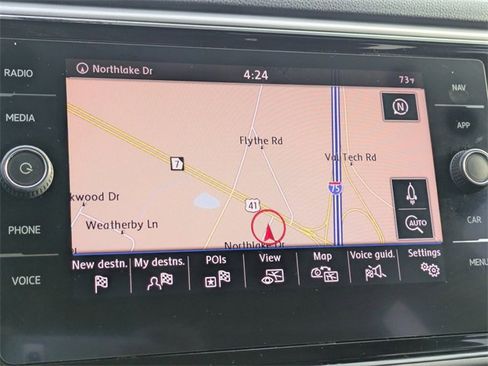 RADIO
MEDIA
PHONE
VOICE
Northlake Dr
4:24
73°F
NAV
APP
CAR
MENU
N
Flythe Rd
7
Val Tech Rd
75
kwood Dr
41
AUTO
Weatherby Ln
Northlake Dr
New destn.
My destns.
POIs
View
Map
Voice guid.
Settings